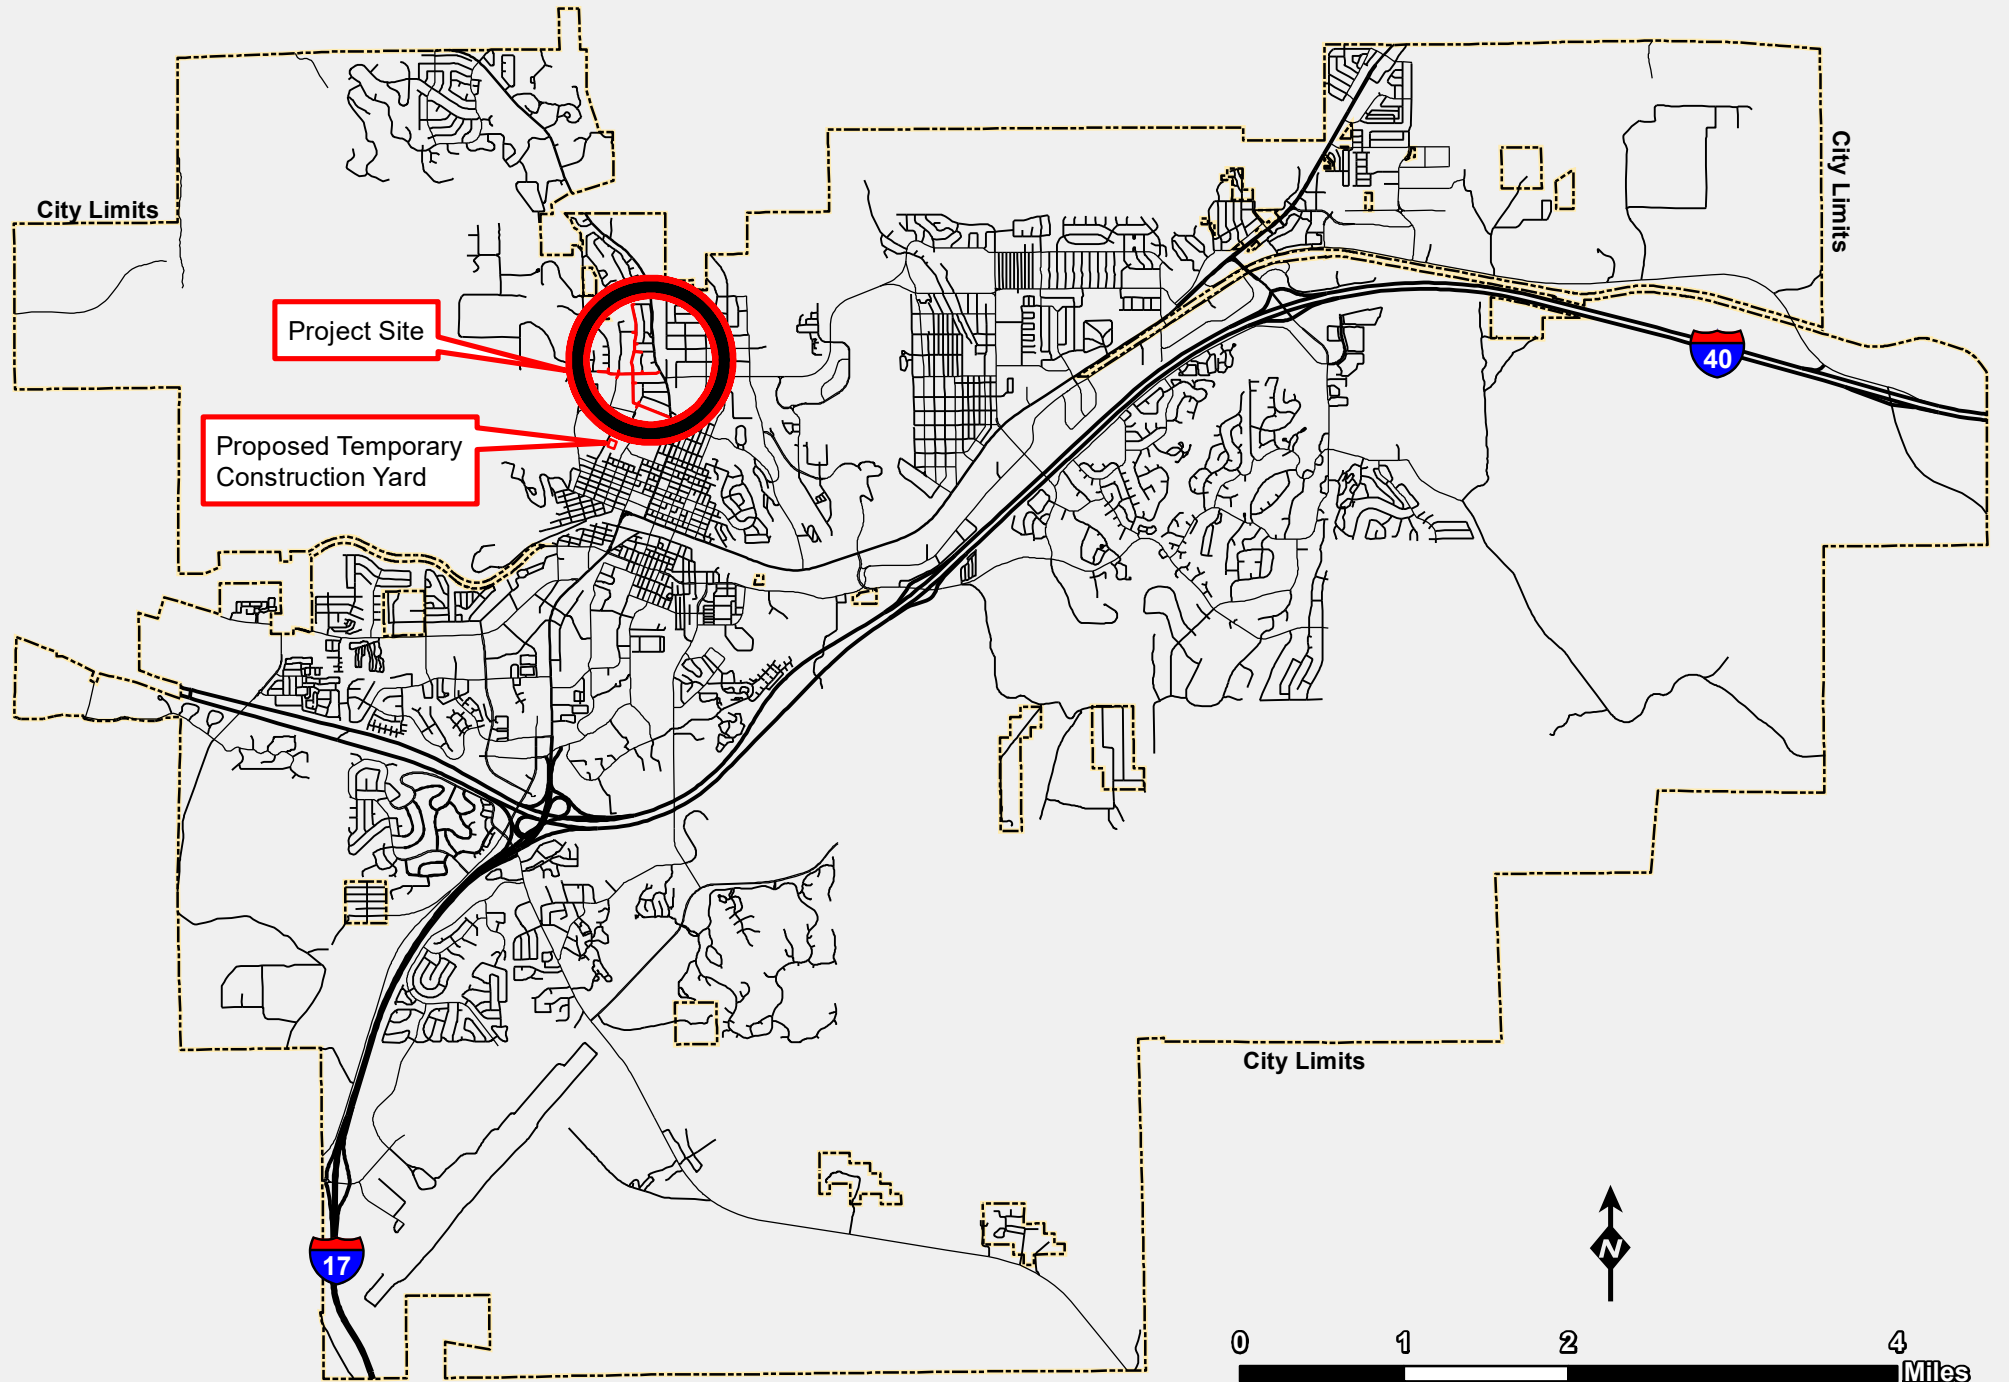 City Limits
City Limits
Project Site
40
Proposed Temporary
Construction Yard
City Limits
N
17
0 1 2 4
Miles